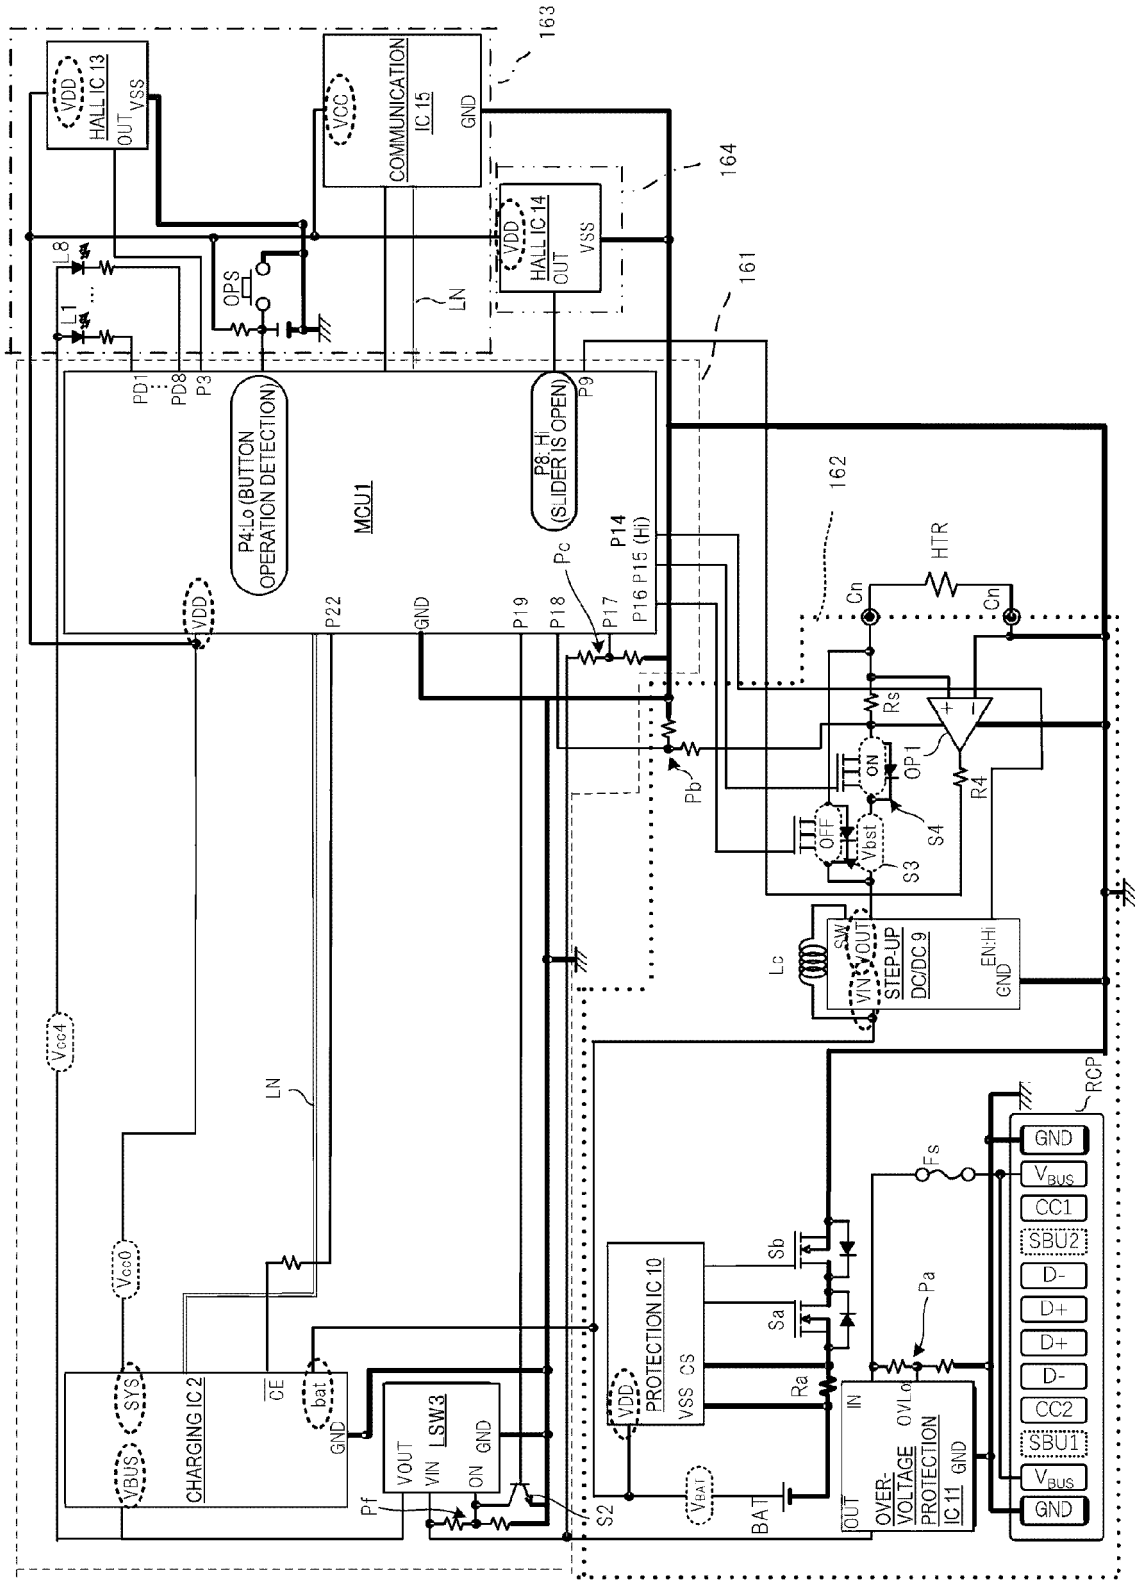 163
VDD
HALL IC 13
OUT
VSS
VCC
COMMUNICATION
IC 15
GND
L8
L1
OPS
LN
VDD
HALL IC 14
OUT
VSS
164
161
PD1
PD8
P3
P4:Lo (BUTTON
OPERATION DETECTION)
MCU1
P8: Hi
(SLIDER IS OPEN)
P9
VDD
P22
GND
P19
P18
P17
P16
P15
P14
(Hi)
Pc
162
Pb
Cn
HTR
Cn
Rs
OP1
R4
ON
OFF
Vbst
S4
S3
Vcc4
Vcc0
LN
Lc
SW
VIN
VOUT
STEP-UP
DC/DC 9
EN:Hi
GND
VBUS
SYS
CHARGING IC 2
CE
bat
GND
VOUT
VIN
LSW3
ON
GND
Pf
S2
PROTECTION IC 10
VDD
VSS
CS
Sa
Sb
Ra
VBAT
BAT
OUT
IN
OVLo
OVER-
VOLTAGE
PROTECTION
IC 11
GND
Pa
Fs
RCP
GND
VBUS
SBU1
CC2
D-
D+
D+
D-
SBU2
CC1
VBUS
GND